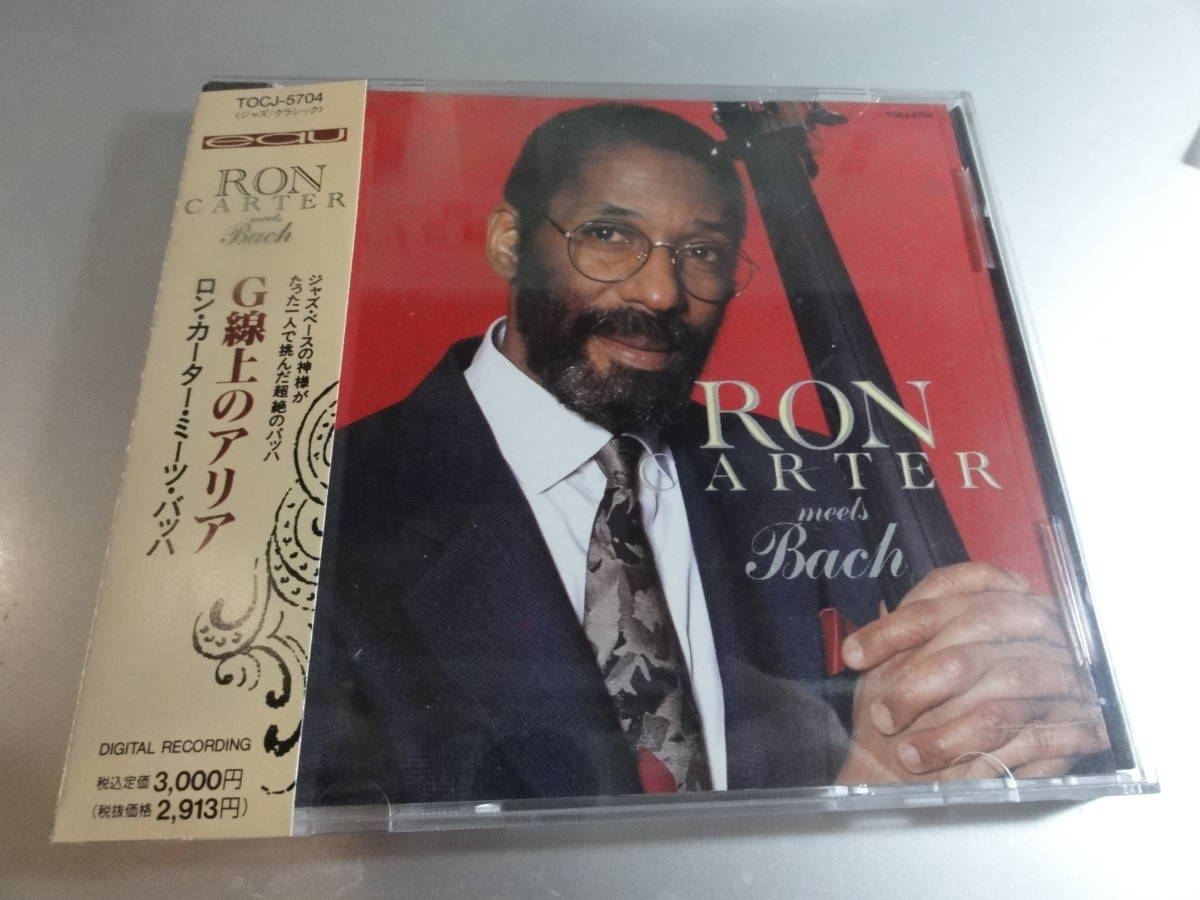 TOCJ-5704
〈ジャズ/クラシック〉
eau
RON
CARTER
meets
Bach
ジャズ・ベースの神様が
たった一人で挑んだ超絶のバッハ
G線上のアリア
ロン・カーター・ミーツ・バッハ
DIGITAL RECORDING
税込定価3,000円
(税抜価格2,913円)
TOCJ-5704
RON
CARTER
meets
Bach